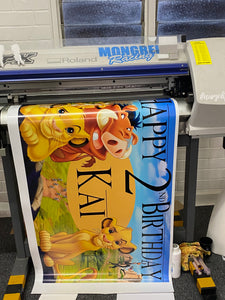 Roland
MONGREL
Racing
HAPPY
2ND BIRTHDAY
KAI